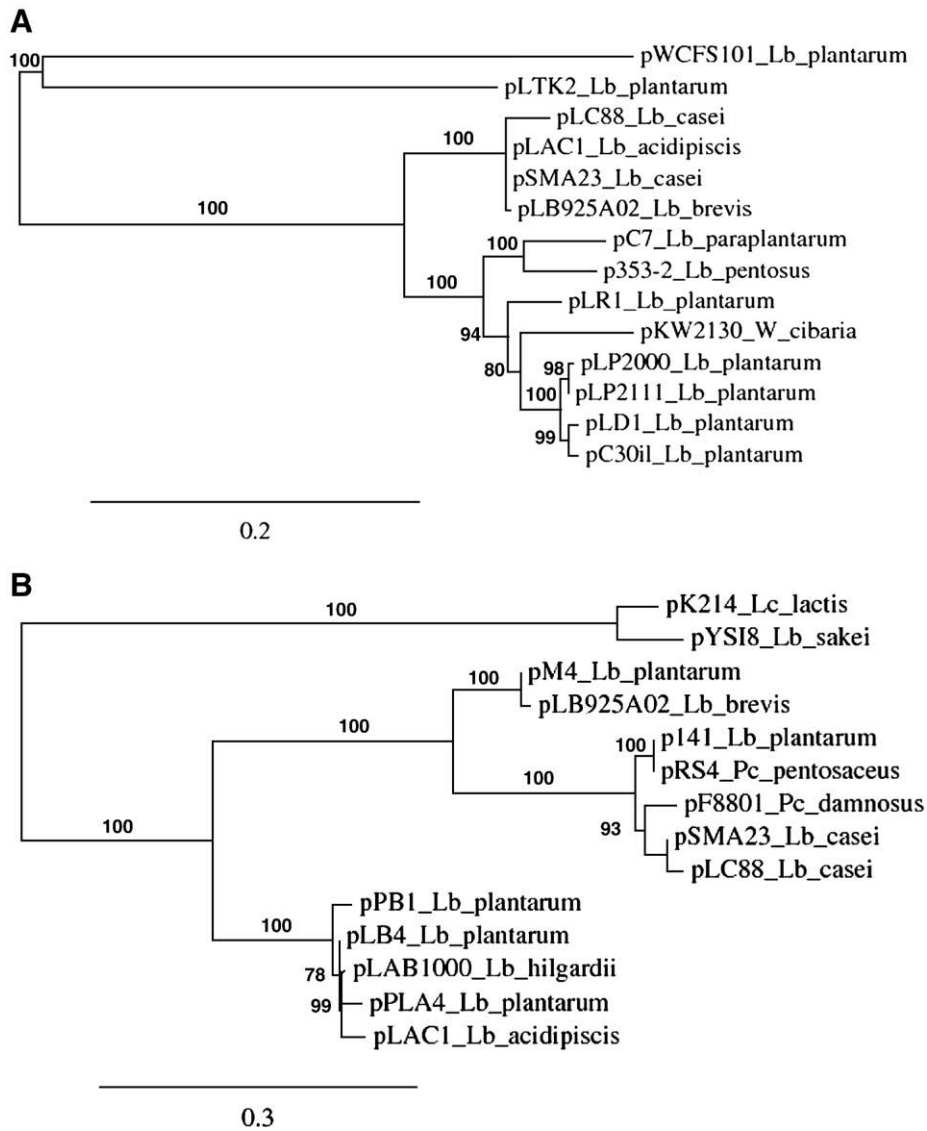 A
100
pWCFS101_Lb_plantarum
pLTK2_Lb_plantarum
pLC88_Lb_casei
100
pLAC1_Lb_acidipiscis
pSMA23_Lb_casei
pLB925A02_Lb_brevis
100
pC7_Lb_paraplantarum
100
p353-2_Lb_pentosus
100
pLR1_Lb_plantarum
94
pKW2130_W_cibaria
80
98
pLP2000_Lb_plantarum
100
pLP2111_Lb_plantarum
pLD1_Lb_plantarum
99
pC30il_Lb_plantarum
0.2
B
100
pK214_Lc_lactis
pYSI8_Lb_sakei
100
pM4_Lb_plantarum
pLB925A02_Lb_brevis
100
100
p141_Lb_plantarum
pRS4_Pc_pentosaceus
100
pF8801_Pc_damnosus
93
100
pSMA23_Lb_casei
pLC88_Lb_casei
pPB1_Lb_plantarum
100
pLB4_Lb_plantarum
78
pLAB1000_Lb_hilgardii
99
pPLA4_Lb_plantarum
pLAC1_Lb_acidipiscis
0.3